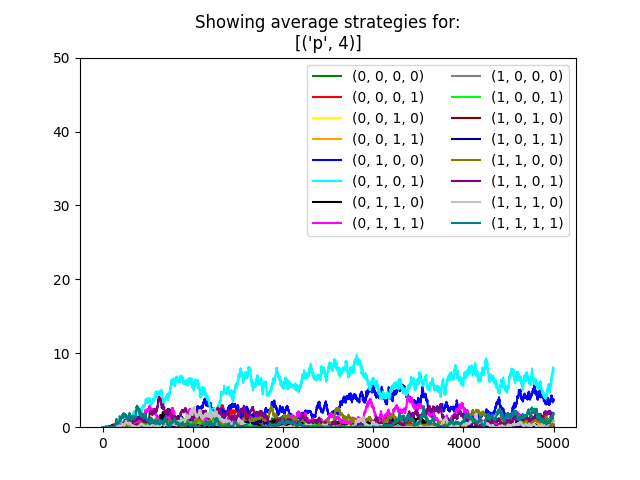 Showing average strategies for:
[('p', 4)]
50
40
30
20
10
0
(0, 0, 0, 0)
(0, 0, 0, 1)
(0, 0, 1, 0)
(0, 0, 1, 1)
(0, 1, 0, 0)
(0, 1, 0, 1)
(0, 1, 1, 0)
(0, 1, 1, 1)
(1, 0, 0, 0)
(1, 0, 0, 1)
(1, 0, 1, 0)
(1, 0, 1, 1)
(1, 1, 0, 0)
(1, 1, 0, 1)
(1, 1, 1, 0)
(1, 1, 1, 1)
0 1000 2000 3000 4000 5000